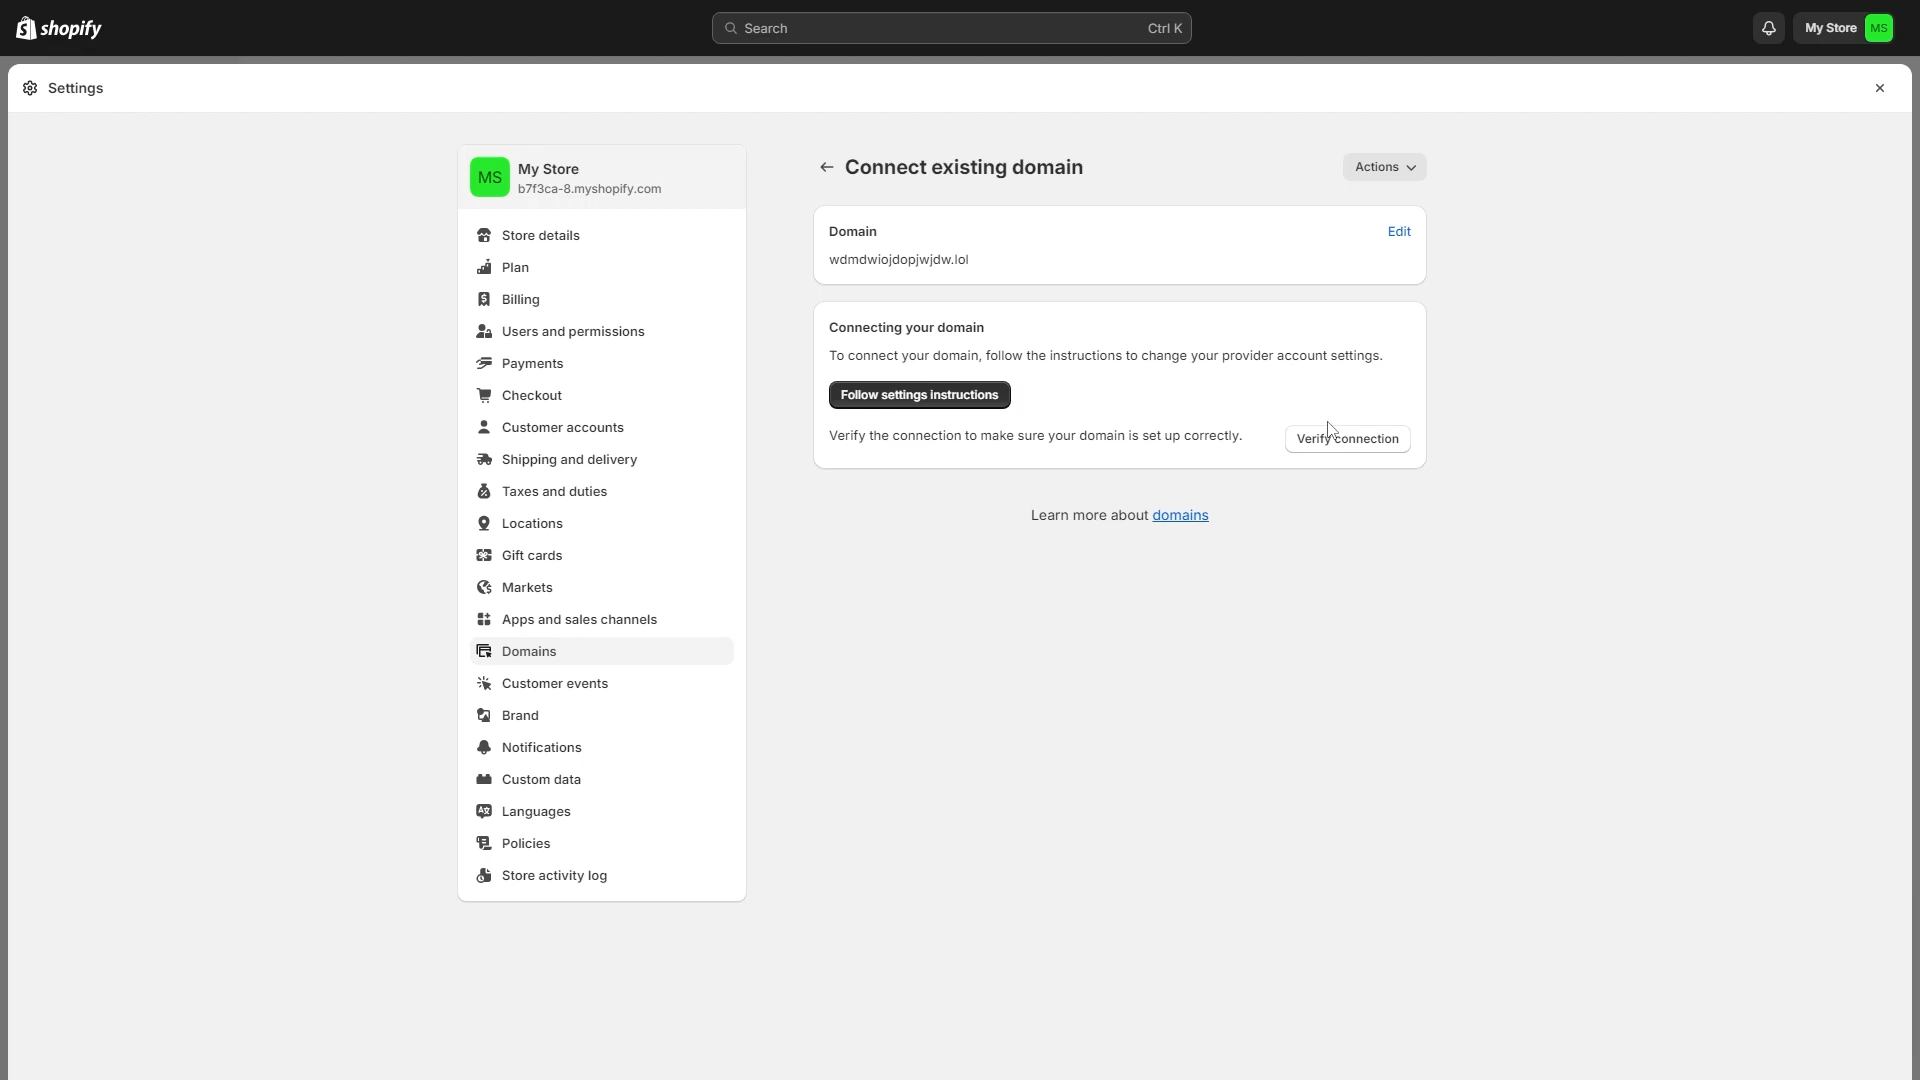 shopify
Search
Ctrl K
My Store
MS
Settings
MS
My Store
b7f3ca-8.myshopify.com
Store details
Plan
Billing
Users and permissions
Payments
Checkout
Customer accounts
Shipping and delivery
Taxes and duties
Locations
Gift cards
Markets
Apps and sales channels
Domains
Customer events
Brand
Notifications
Custom data
Languages
Policies
Store activity log
Connect existing domain
Actions
Domain
Edit
wdmdwiojdopjwjdw.lol
Connecting your domain
To connect your domain, follow the instructions to change your provider account settings.
Follow settings instructions
Verify the connection to make sure your domain is set up correctly.
Verify connection
Learn more about domains